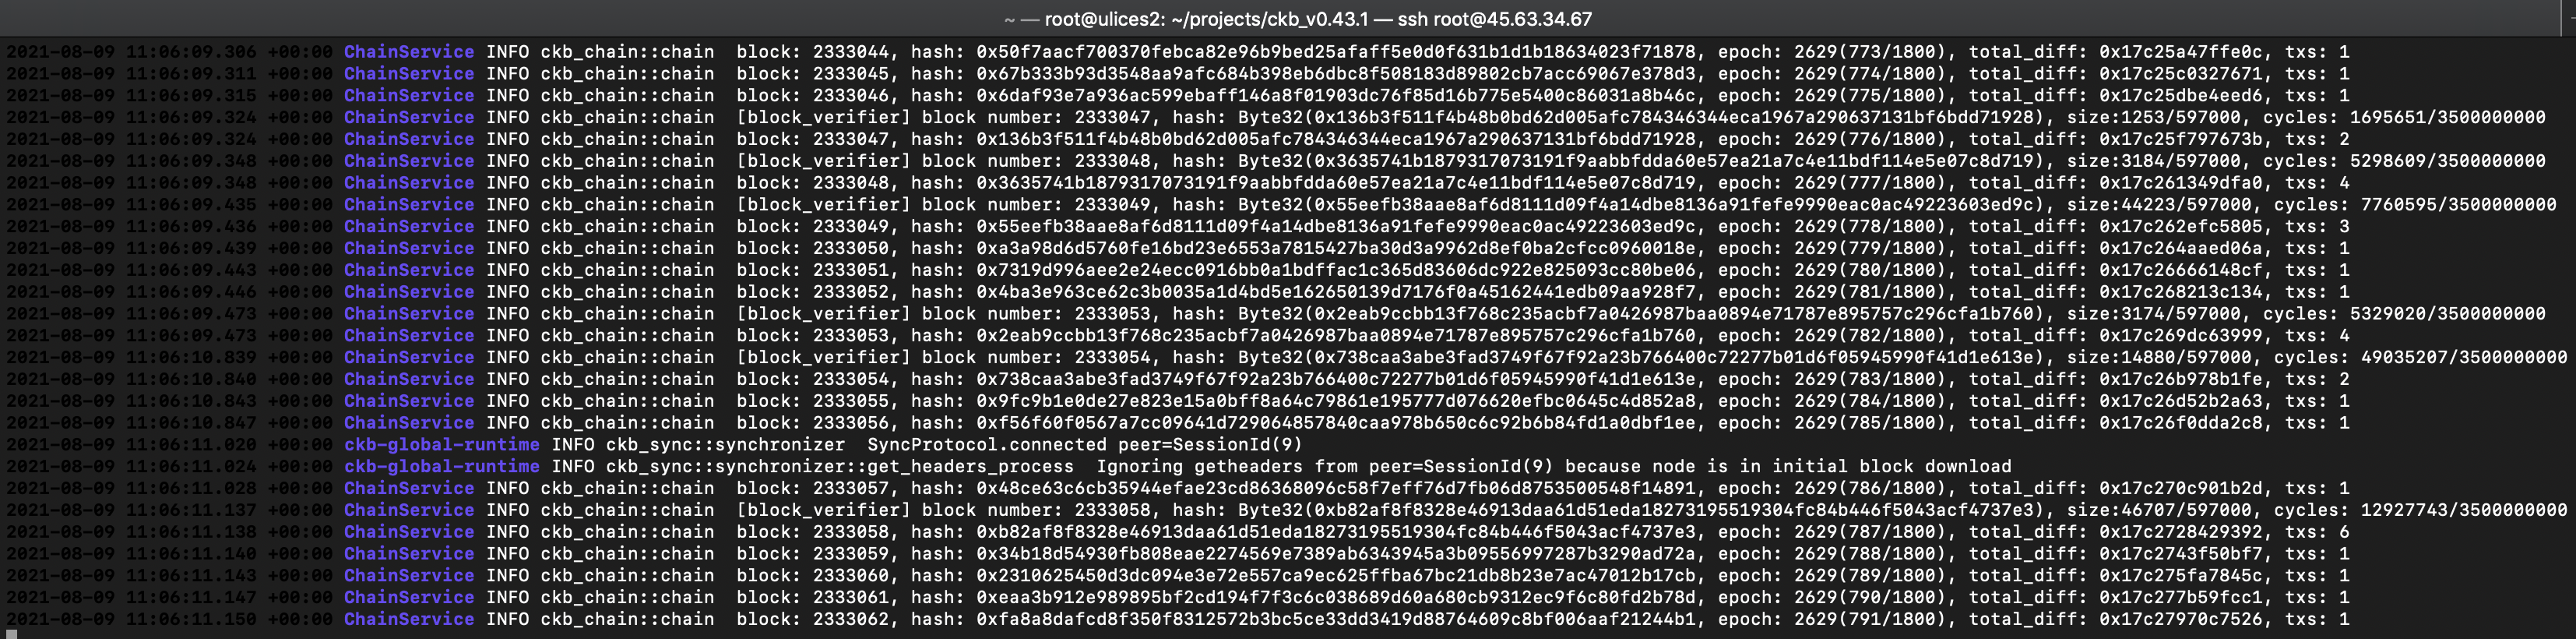 ~ — root@ulices2: ~/projects/ckb_v0.43.1 — ssh root@45.63.34.67
2021-08-09 11:06:09.306 +00:00 ChainService INFO ckb_chain::chain  block: 2333044, hash: 0x50f7aacf700370febca82e96b9bed25afaff5e0d0f631b1d1b18634023f71878, epoch: 2629(773/1800), total_diff: 0x17c25a47ffe0c, txs: 1
2021-08-09 11:06:09.311 +00:00 ChainService INFO ckb_chain::chain  block: 2333045, hash: 0x67b333b93d3548aa9afc684b398eb6dbc8f508183d89802cb7acc69067e378d3, epoch: 2629(774/1800), total_diff: 0x17c25c0327671, txs: 1
2021-08-09 11:06:09.315 +00:00 ChainService INFO ckb_chain::chain  block: 2333046, hash: 0x6daf93e7a936ac599ebaff146a8f01903dc76f85d16b775e5400c86031a8b46c, epoch: 2629(775/1800), total_diff: 0x17c25dbe4eed6, txs: 1
2021-08-09 11:06:09.324 +00:00 ChainService INFO ckb_chain::chain  [block_verifier] block number: 2333047, hash: Byte32(0x136b3f511f4b48b0bd62d005afc784346344eca1967a290637131bf6bdd71928), size:1253/597000, cycles: 1695651/3500000000
2021-08-09 11:06:09.324 +00:00 ChainService INFO ckb_chain::chain  block: 2333047, hash: 0x136b3f511f4b48b0bd62d005afc784346344eca1967a290637131bf6bdd71928, epoch: 2629(776/1800), total_diff: 0x17c25f797673b, txs: 2
2021-08-09 11:06:09.348 +00:00 ChainService INFO ckb_chain::chain  [block_verifier] block number: 2333048, hash: Byte32(0x3635741b1879317073191f9aabbfdda60e57ea21a7c4e11bdf114e5e07c8d719), size:3184/597000, cycles: 5298609/3500000000
2021-08-09 11:06:09.348 +00:00 ChainService INFO ckb_chain::chain  block: 2333048, hash: 0x3635741b1879317073191f9aabbfdda60e57ea21a7c4e11bdf114e5e07c8d719, epoch: 2629(777/1800), total_diff: 0x17c261349dfa0, txs: 4
2021-08-09 11:06:09.435 +00:00 ChainService INFO ckb_chain::chain  [block_verifier] block number: 2333049, hash: Byte32(0x55eefb38aae8af6d8111d09f4a14dbe8136a91fefe9990eac0ac49223603ed9c), size:44223/597000, cycles: 7760595/3500000000
2021-08-09 11:06:09.436 +00:00 ChainService INFO ckb_chain::chain  block: 2333049, hash: 0x55eefb38aae8af6d8111d09f4a14dbe8136a91fefe9990eac0ac49223603ed9c, epoch: 2629(778/1800), total_diff: 0x17c262efc5805, txs: 3
2021-08-09 11:06:09.439 +00:00 ChainService INFO ckb_chain::chain  block: 2333050, hash: 0xa3a98d6d5760fe16bd23e6553a7815427ba30d3a9962d8ef0ba2cfcc0960018e, epoch: 2629(779/1800), total_diff: 0x17c264aaed06a, txs: 1
2021-08-09 11:06:09.443 +00:00 ChainService INFO ckb_chain::chain  block: 2333051, hash: 0x7319d996aee2e24ecc0916bb0a1bdffac1c365d83606dc922e825093cc80be06, epoch: 2629(780/1800), total_diff: 0x17c26666148cf, txs: 1
2021-08-09 11:06:09.446 +00:00 ChainService INFO ckb_chain::chain  block: 2333052, hash: 0x4ba3e963ce62c3b0035a1d4bd5e162650139d7176f0a45162441edb09aa928f7, epoch: 2629(781/1800), total_diff: 0x17c268213c134, txs: 1
2021-08-09 11:06:09.473 +00:00 ChainService INFO ckb_chain::chain  [block_verifier] block number: 2333053, hash: Byte32(0x2eab9ccbb13f768c235acbf7a0426987baa0894e71787e895757c296cfa1b760), size:3174/597000, cycles: 5329020/3500000000
2021-08-09 11:06:09.473 +00:00 ChainService INFO ckb_chain::chain  block: 2333053, hash: 0x2eab9ccbb13f768c235acbf7a0426987baa0894e71787e895757c296cfa1b760, epoch: 2629(782/1800), total_diff: 0x17c269dc63999, txs: 4
2021-08-09 11:06:10.839 +00:00 ChainService INFO ckb_chain::chain  [block_verifier] block number: 2333054, hash: Byte32(0x738caa3abe3fad3749f67f92a23b766400c72277b01d6f05945990f41d1e613e), size:14880/597000, cycles: 49035207/3500000000
2021-08-09 11:06:10.840 +00:00 ChainService INFO ckb_chain::chain  block: 2333054, hash: 0x738caa3abe3fad3749f67f92a23b766400c72277b01d6f05945990f41d1e613e, epoch: 2629(783/1800), total_diff: 0x17c26b978b1fe, txs: 2
2021-08-09 11:06:10.843 +00:00 ChainService INFO ckb_chain::chain  block: 2333055, hash: 0x9fc9b1e0de27e823e15a0bff8a64c79861e195777d076620efbc0645c4d852a8, epoch: 2629(784/1800), total_diff: 0x17c26d52b2a63, txs: 1
2021-08-09 11:06:10.847 +00:00 ChainService INFO ckb_chain::chain  block: 2333056, hash: 0xf56f60f0567a7cc09641d72906485784​0caa978b650c6c92b6b84fd1a0dbf1ee, epoch: 2629(785/1800), total_diff: 0x17c26f0dda2c8, txs: 1
2021-08-09 11:06:11.020 +00:00 ckb-global-runtime INFO ckb_sync::synchronizer  SyncProtocol.connected peer=SessionId(9)
2021-08-09 11:06:11.024 +00:00 ckb-global-runtime INFO ckb_sync::synchronizer::get_headers_process  Ignoring getheaders from peer=SessionId(9) because node is in initial block download
2021-08-09 11:06:11.028 +00:00 ChainService INFO ckb_chain::chain  block: 2333057, hash: 0x48ce63c6cb35944efae23cd86368096c58f7eff76d7fb06d8753500548f14891, epoch: 2629(786/1800), total_diff: 0x17c270c901b2d, txs: 1
2021-08-09 11:06:11.137 +00:00 ChainService INFO ckb_chain::chain  [block_verifier] block number: 2333058, hash: Byte32(0xb82af8f8328e46913daa61d51eda18273195519304fc84b446f5043acf4737e3), size:46707/597000, cycles: 12927743/3500000000
2021-08-09 11:06:11.138 +00:00 ChainService INFO ckb_chain::chain  block: 2333058, hash: 0xb82af8f8328e46913daa61d51eda18273195519304fc84b446f5043acf4737e3, epoch: 2629(787/1800), total_diff: 0x17c2728429392, txs: 6
2021-08-09 11:06:11.140 +00:00 ChainService INFO ckb_chain::chain  block: 2333059, hash: 0x34b18d54930fb808eae2274569e7389ab6343945a3b09556997287b3290ad72a, epoch: 2629(788/1800), total_diff: 0x17c2743f50bf7, txs: 1
2021-08-09 11:06:11.143 +00:00 ChainService INFO ckb_chain::chain  block: 2333060, hash: 0x2310625450d3dc094e3e72e557ca9ec625ffba67bc21db8b23e7ac47012b17cb, epoch: 2629(789/1800), total_diff: 0x17c275fa7845c, txs: 1
2021-08-09 11:06:11.147 +00:00 ChainService INFO ckb_chain::chain  block: 2333061, hash: 0xeaa3b912e989895bf2cd194f7f3c6c038689d60a680cb9312ec9f6c80fd2b78d, epoch: 2629(790/1800), total_diff: 0x17c277b59fcc1, txs: 1
2021-08-09 11:06:11.150 +00:00 ChainService INFO ckb_chain::chain  block: 2333062, hash: 0xfa8a8dafcd8f350f8312572b3bc5ce33dd3419d88764609c8bf006aaf21244b1, epoch: 2629(791/1800), total_diff: 0x17c27970c7526, txs: 1